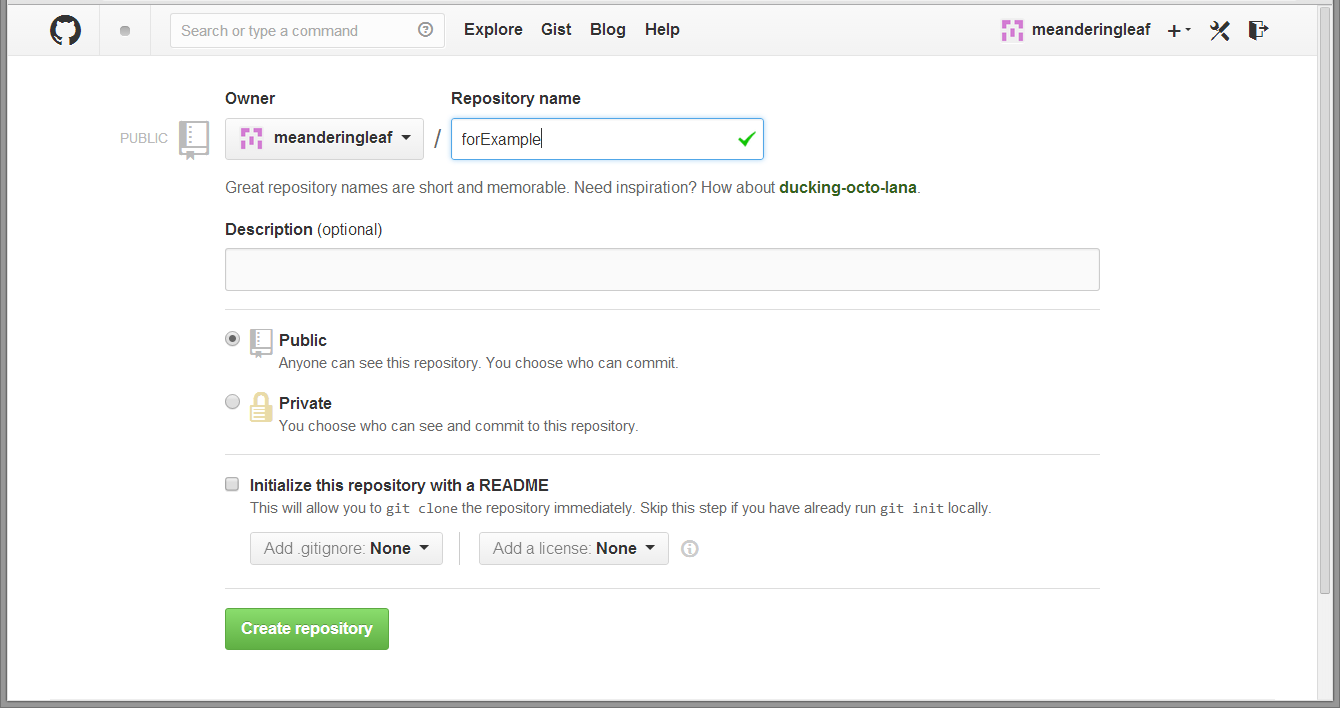 Search or type a command Explore Gist Blog Help meanderingleaf
Owner Repository name
PUBLIC meanderingleaf / forExample
Great repository names are short and memorable. Need inspiration? How about ducking-octo-lana.
Description (optional)
Public
Anyone can see this repository. You choose who can commit.
Private
You choose who can see and commit to this repository.
Initialize this repository with a README
This will allow you to git clone the repository immediately. Skip this step if you have already run git init locally.
Add .gitignore: None Add a license: None
Create repository